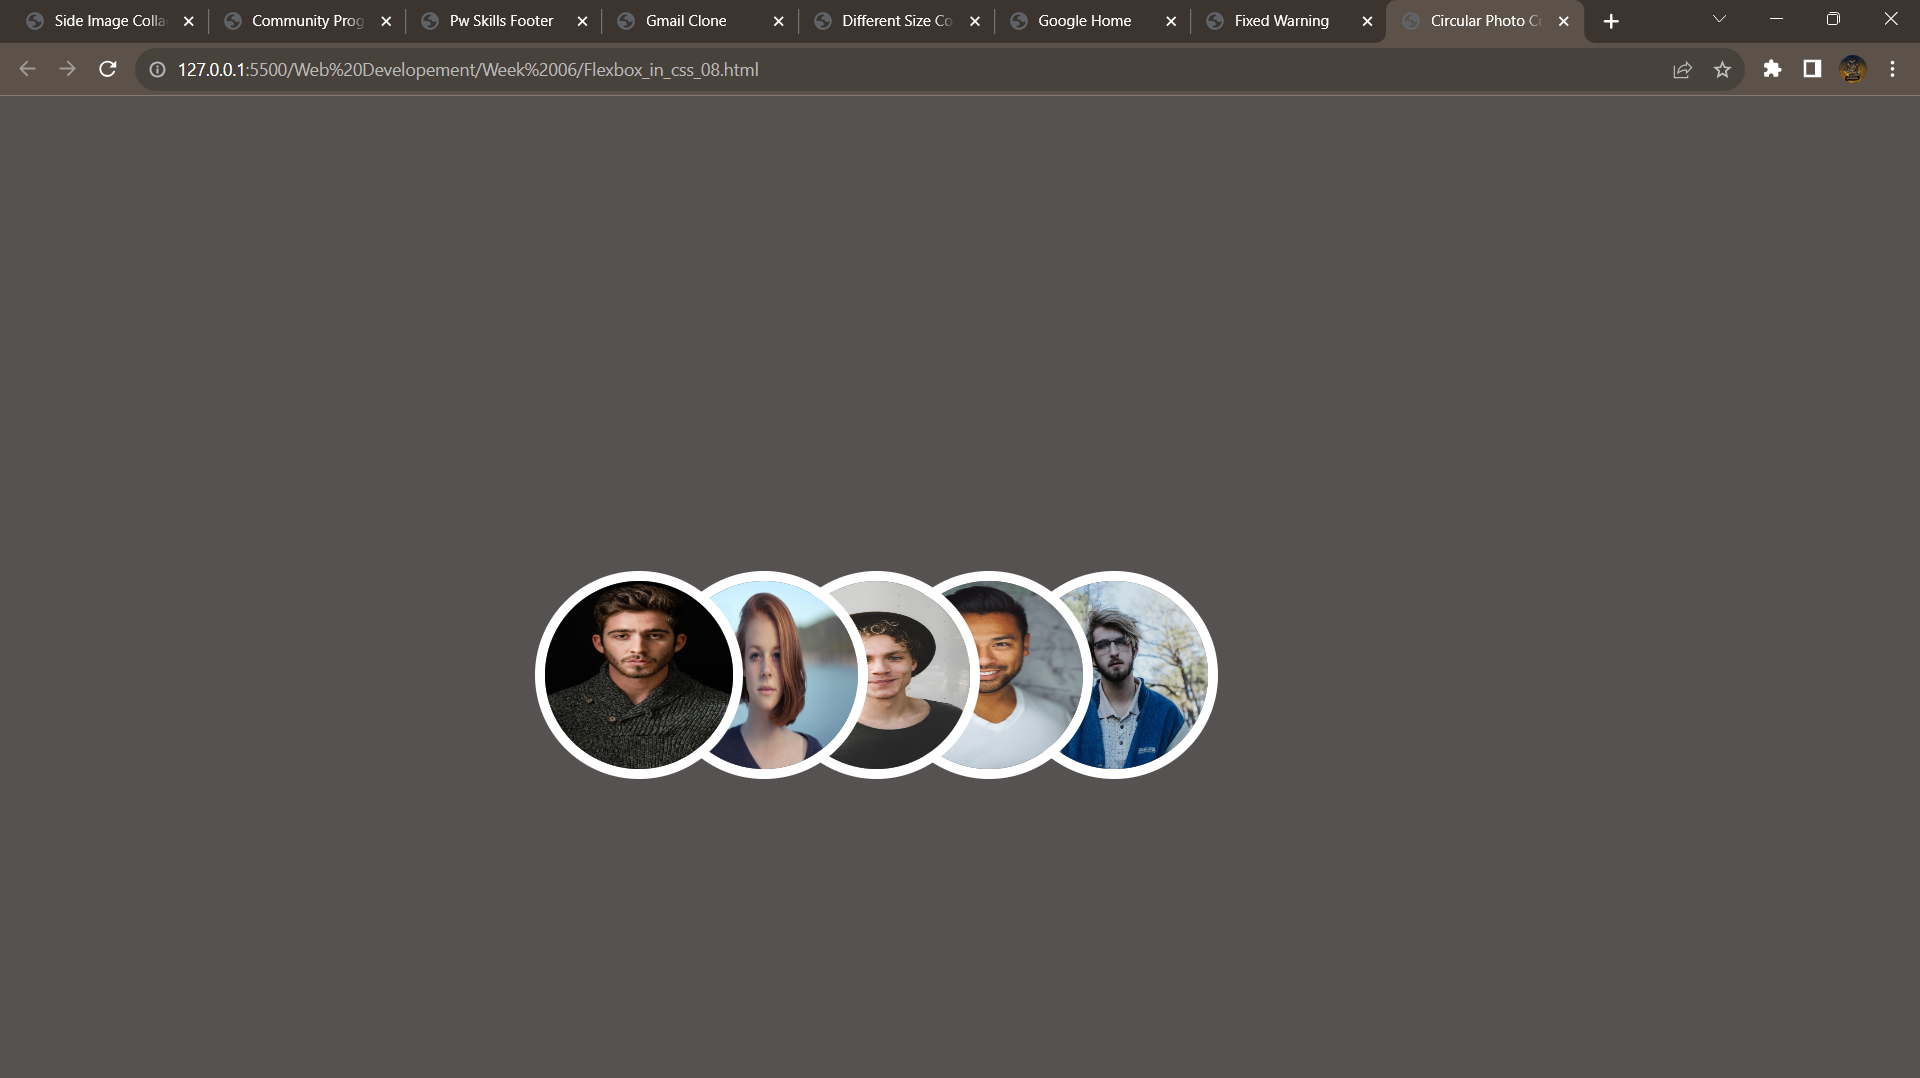 Side Image Colla
Community Prog
Pw Skills Footer
Gmail Clone
Different Size Co
Google Home
Fixed Warning
Circular Photo Co
127.0.0.1:5500/Web%20Developement/Week%2006/Flexbox_in_css_08.html